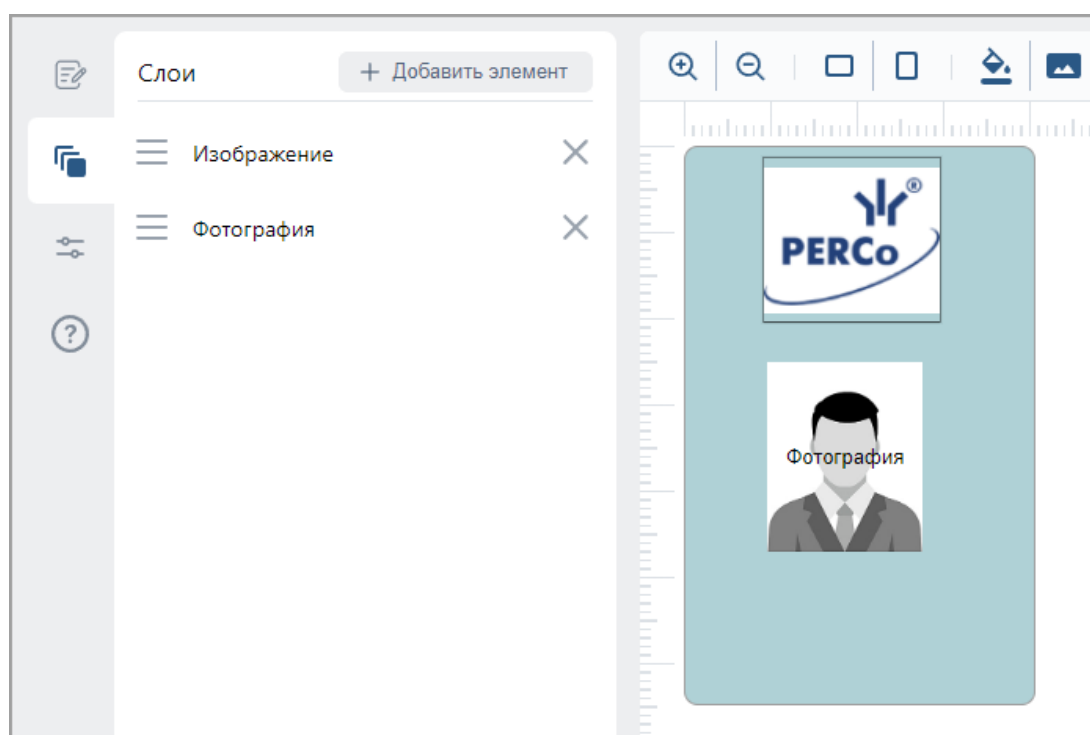 Слои
+ Добавить элемент
Изображение
Фотография
?
PERCo®
Фотография